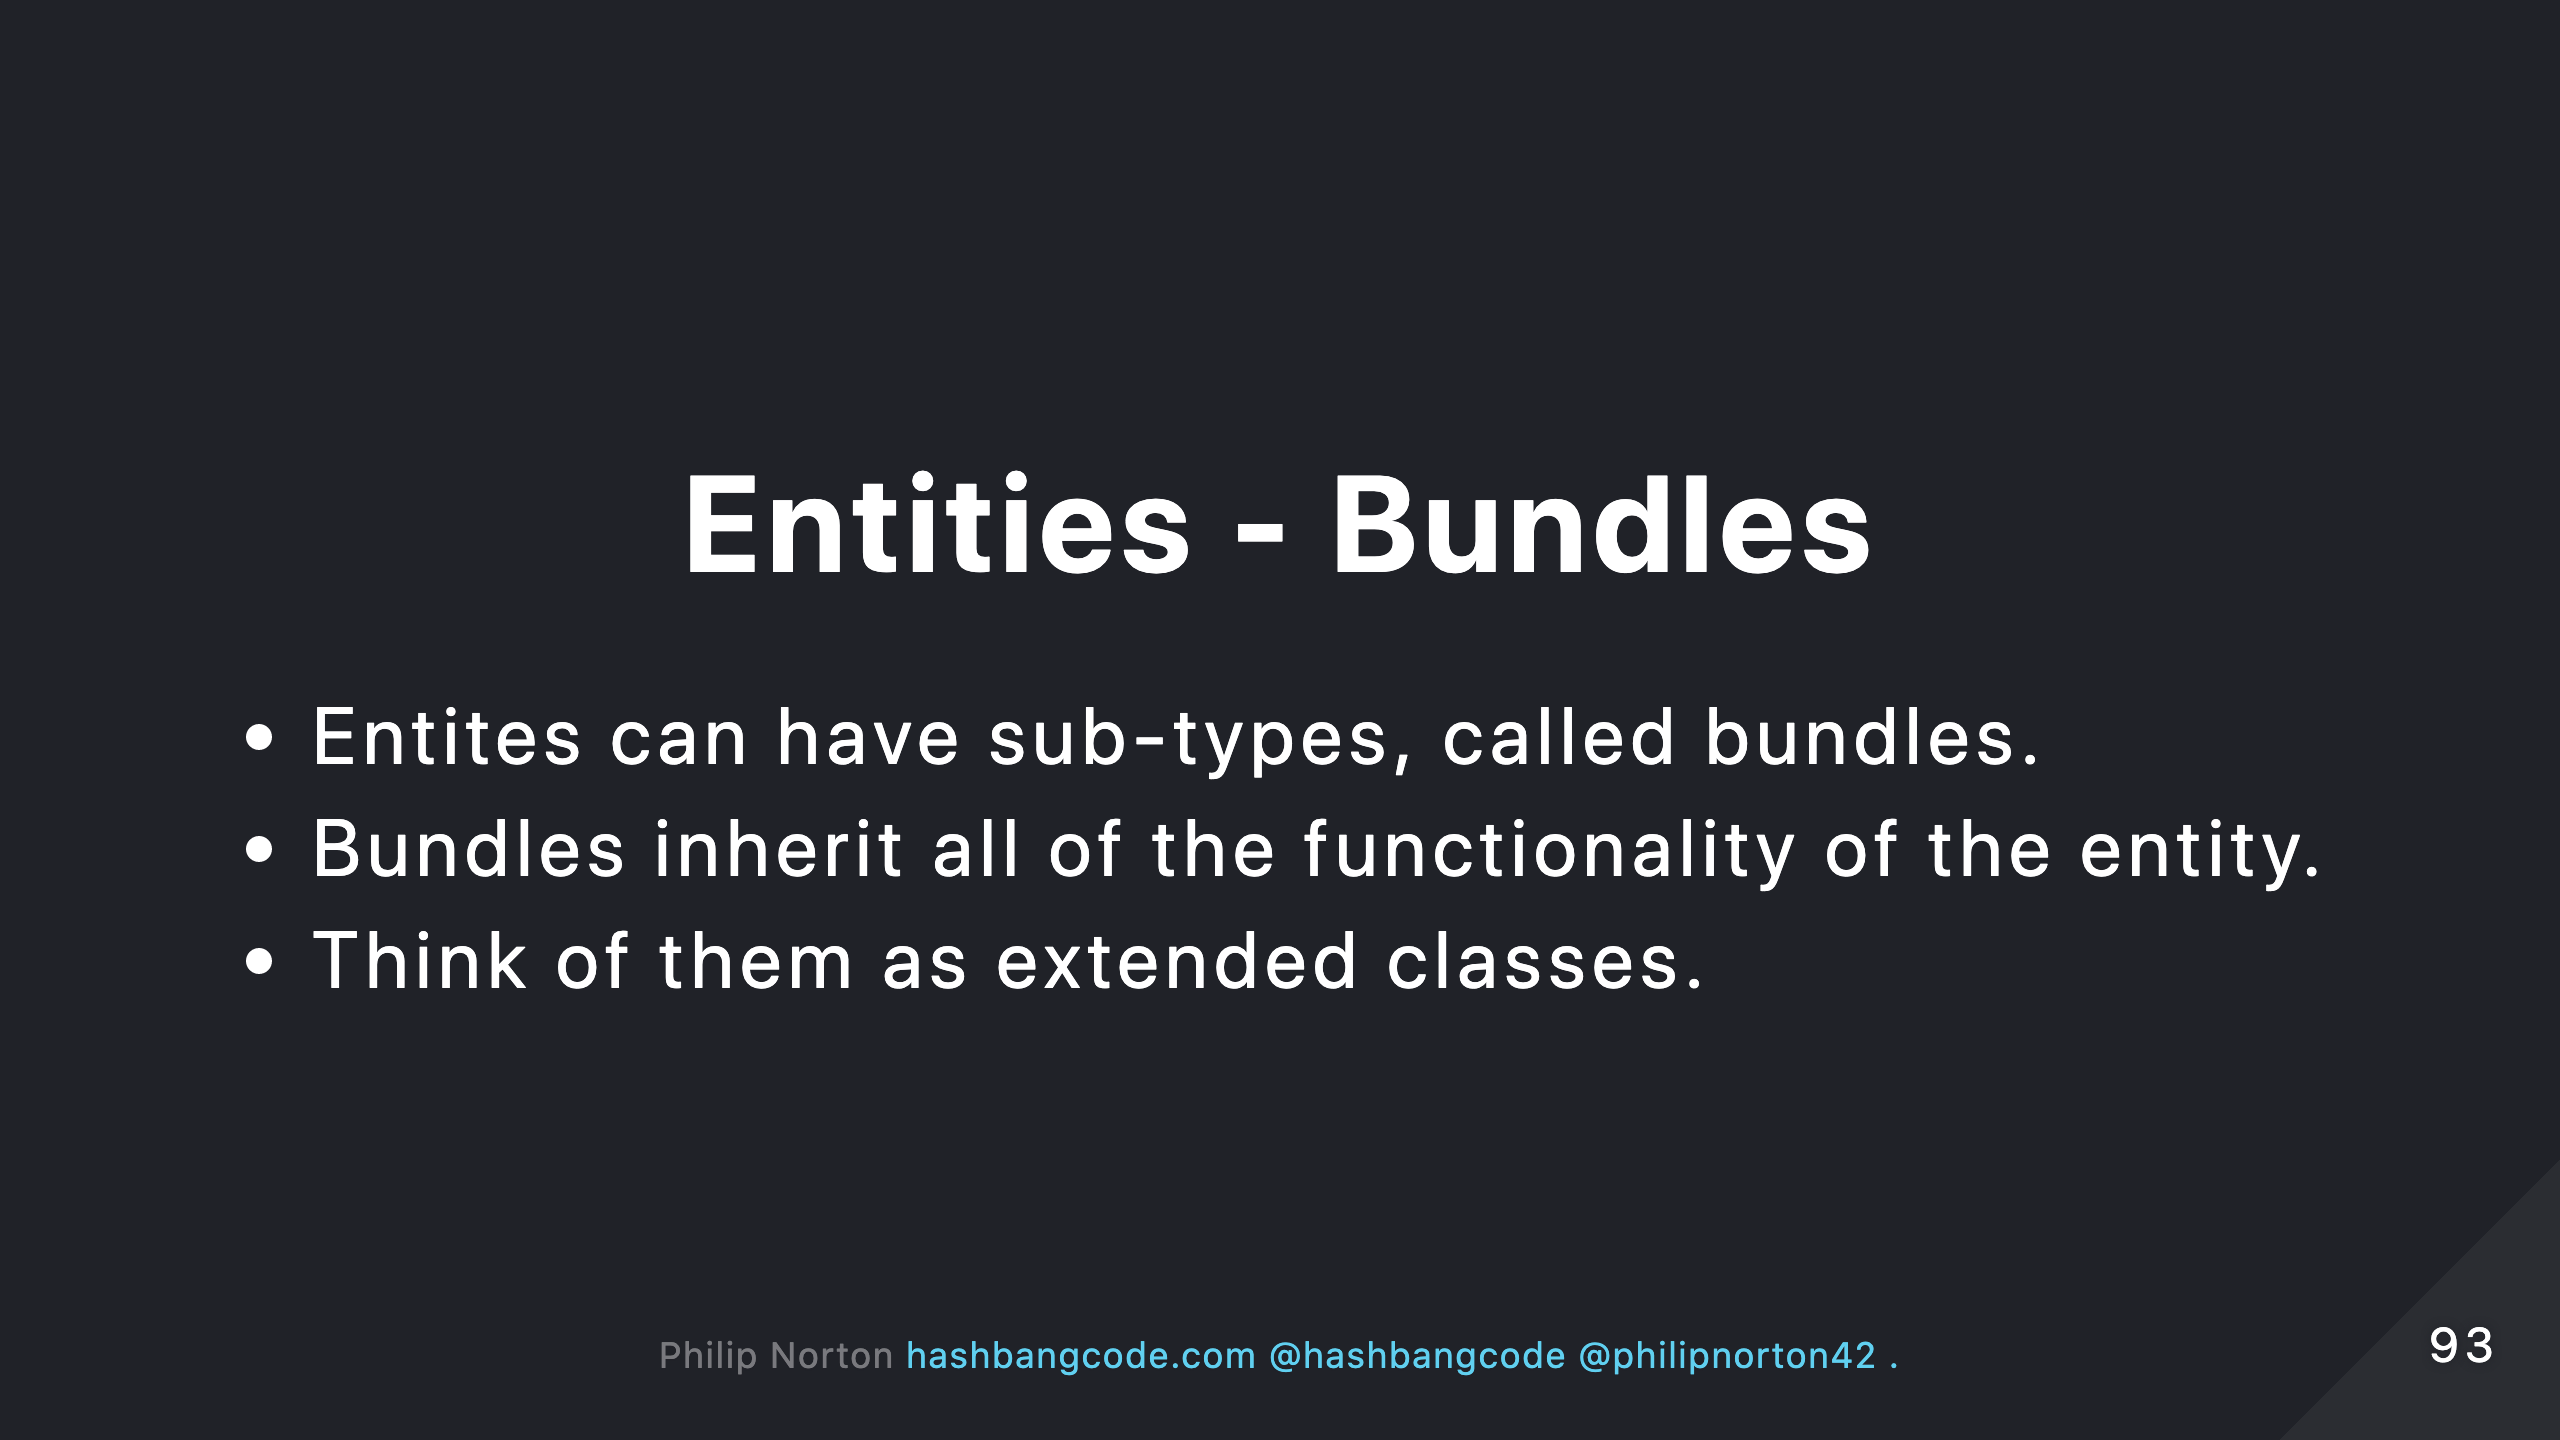 Entities - Bundles
• Entites can have sub-types, called bundles.
• Bundles inherit all of the functionality of the entity.
• Think of them as extended classes.
Philip Norton hashbangcode.com @hashbangcode @philipnorton42 .
93